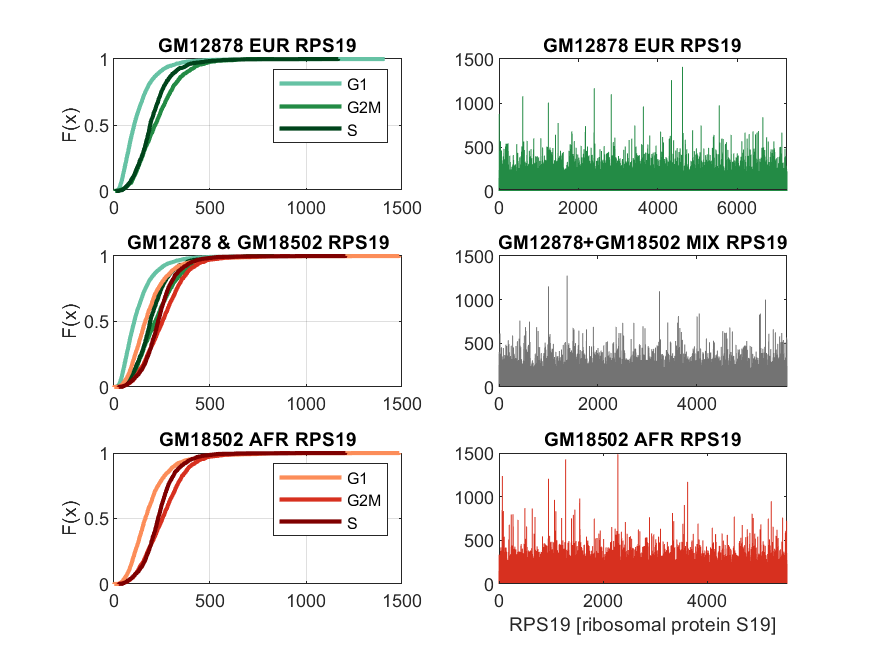 GM12878 EUR RPS19
1
0.5
0
F(x)
0 500 1000 1500
G1
G2M
S
GM12878 EUR RPS19
1500
1000
500
0
0 2000 4000 6000
GM12878 & GM18502 RPS19
1
0.5
0
F(x)
0 500 1000 1500
GM12878+GM18502 MIX RPS19
1500
1000
500
0
0 2000 4000
GM18502 AFR RPS19
1
0.5
0
F(x)
0 500 1000 1500
G1
G2M
S
GM18502 AFR RPS19
1500
1000
500
0
0 2000 4000
RPS19 [ribosomal protein S19]